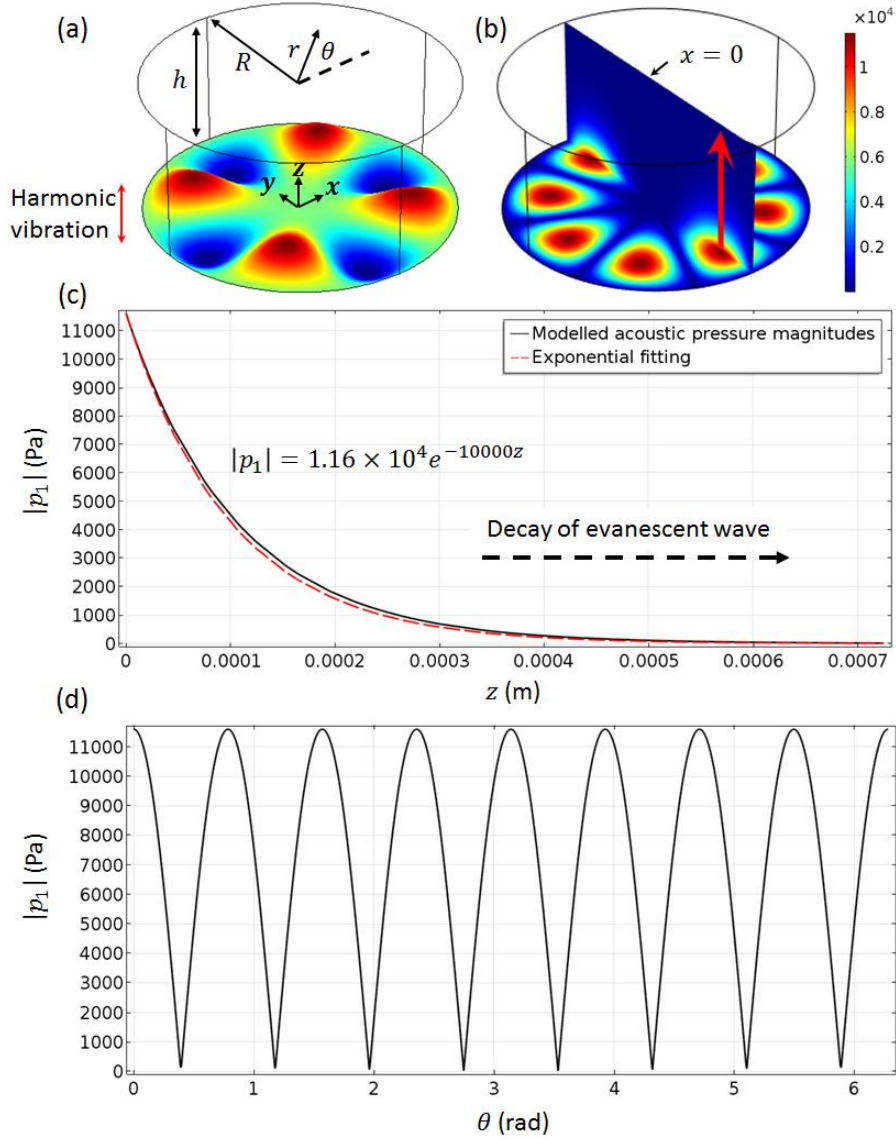 (a)
R
r
θ
h
z
y
x
Harmonic
vibration
(b)
x = 0
×10⁴
1
0.8
0.6
0.4
0.2
(c)
11000
10000
9000
8000
7000
6000
5000
4000
3000
2000
1000
0
|p₁| (Pa)
Modelled acoustic pressure magnitudes
Exponential fitting
|p₁| = 1.16 × 10⁴e⁻¹⁰⁰⁰⁰ᶻ
Decay of evanescent wave
0 0.0001 0.0002 0.0003 0.0004 0.0005 0.0006 0.0007
z (m)
(d)
11000
10000
9000
8000
7000
6000
5000
4000
3000
2000
1000
0
|p₁| (Pa)
0 1 2 3 4 5 6
θ (rad)